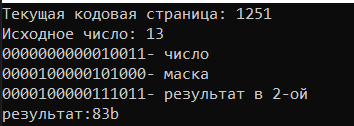 Текущая кодовая страница: 1251
Исходное число: 13
0000000000010011- число
0000100000101000- маска
0000100000111011- результат в 2-ой
результат:83b